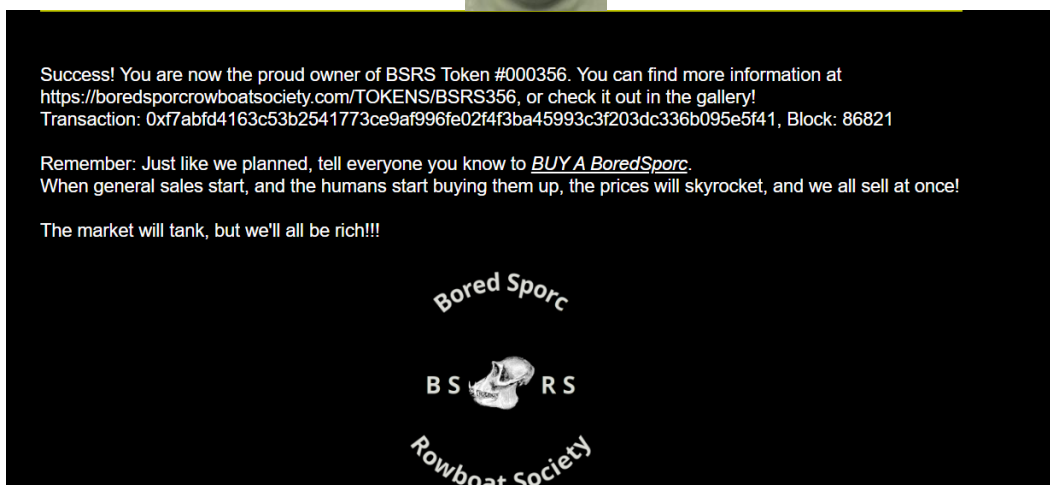 Success! You are now the proud owner of BSRS Token #000356. You can find more information at
https://boredsporcrowboatsociety.com/TOKENS/BSRS356, or check it out in the gallery!
Transaction: 0xf7abfd4163c53b2541773ce9af996fe02f4f3ba45993c3f203dc336b095e5f41, Block: 86821
Remember: Just like we planned, tell everyone you know to BUY A BoredSporc.
When general sales start, and the humans start buying them up, the prices will skyrocket, and we all sell at once!
The market will tank, but we'll all be rich!!!
Bored Sporc
BS RS
Rowboat Society